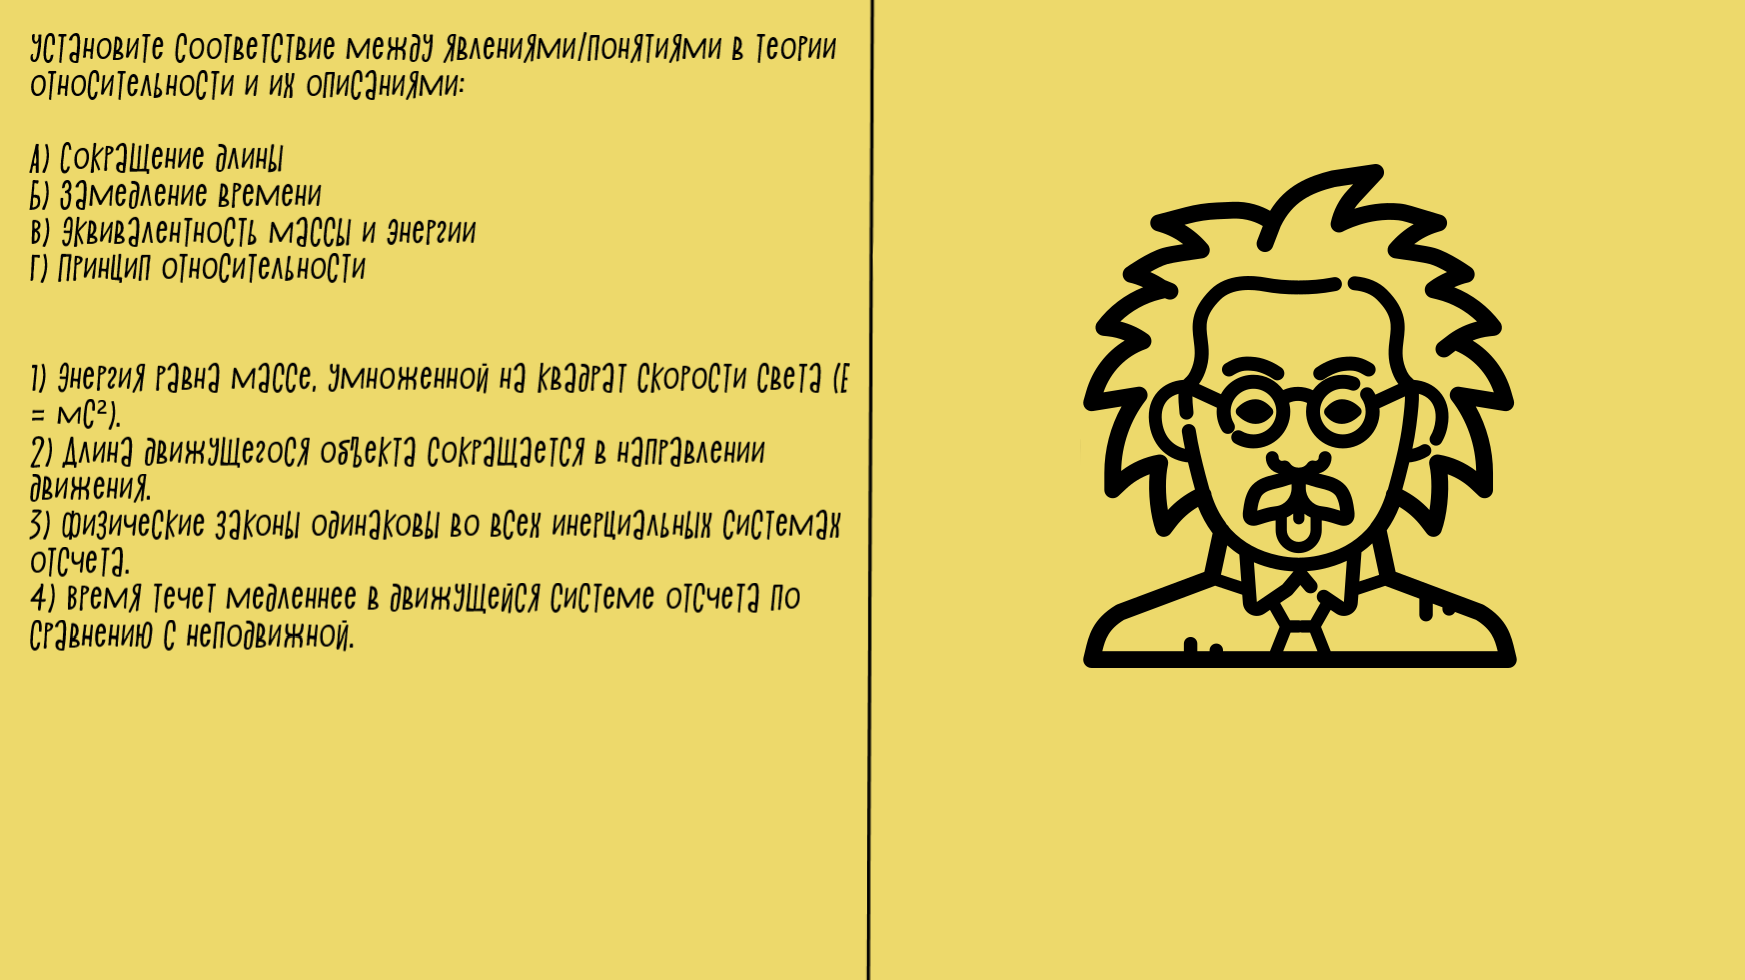 Установите соответствие между явлениями/понятиями в теории
относительности и их описаниями:
А) Сокращение длины
Б) Замедление времени
В) Эквивалентность массы и энергии
Г) Принцип относительности
1) Энергия равна массе, умноженной на квадрат скорости света (E
= mc²).
2) Длина движущегося объекта сокращается в направлении
движения.
3) Физические законы одинаковы во всех инерциальных системах
отсчета.
4) Время течет медленнее в движущейся системе отсчета по
сравнению с неподвижной.